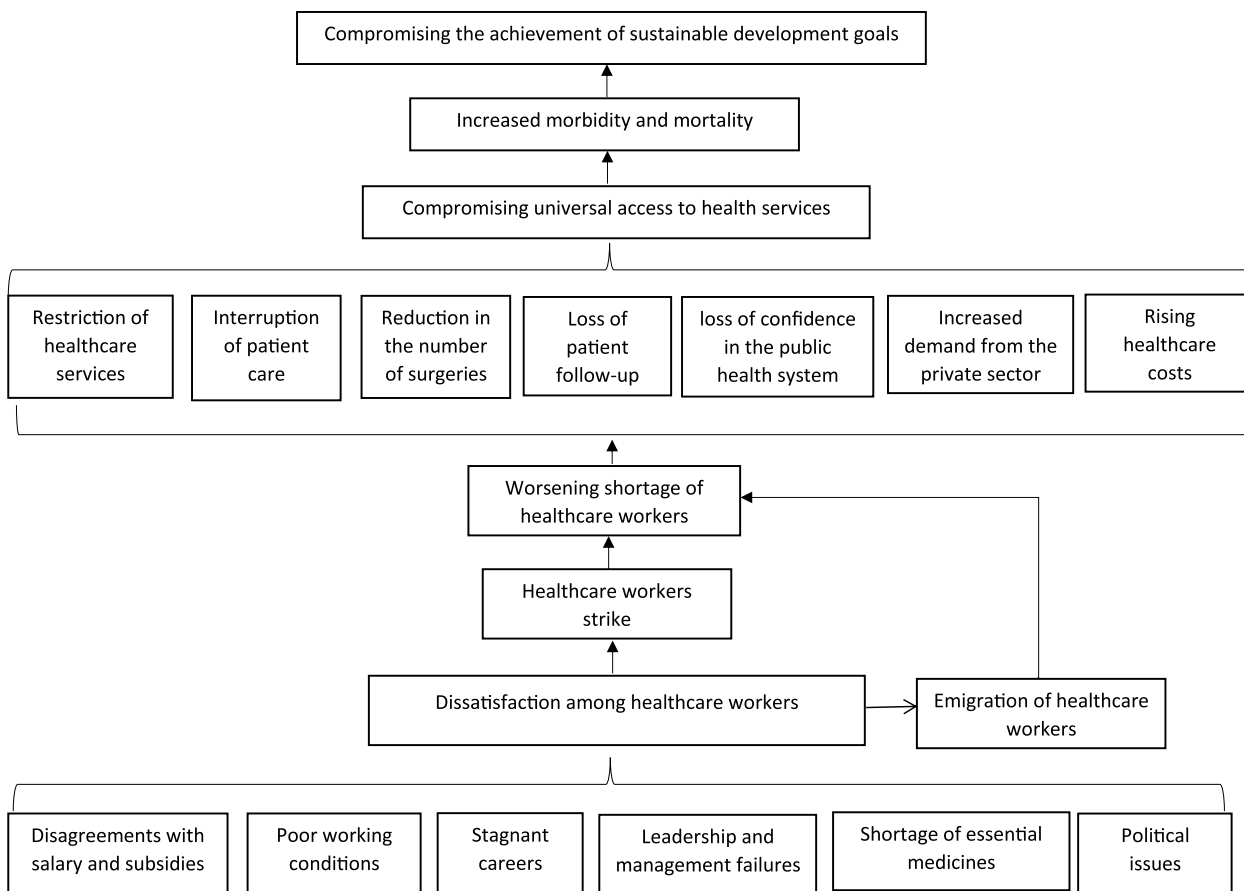 Compromising the achievement of sustainable development goals
Increased morbidity and mortality
Compromising universal access to health services
Restriction of
healthcare
services
Interruption
of patient
care
Reduction in
the number
of surgeries
Loss of
patient
follow-up
loss of confidence
in the public
health system
Increased
demand from the
private sector
Rising
healthcare
costs
Worsening shortage of
healthcare workers
Healthcare workers
strike
Dissatisfaction among healthcare workers
Emigration of healthcare
workers
Disagreements with
salary and subsidies
Poor working
conditions
Stagnant
careers
Leadership and
management failures
Shortage of essential
medicines
Political
issues